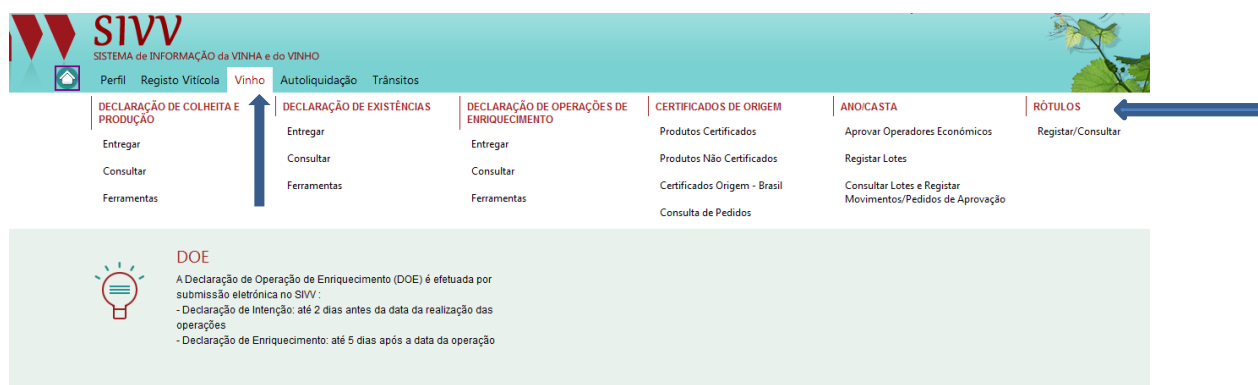 SIVV
SISTEMA de INFORMAÇÃO da VINHA e do VINHO
Perfil Registo Vitícola Vinho Autoliquidação Trânsitos
DECLARAÇÃO DE COLHEITA E
PRODUÇÃO
Entregar
Consultar
Ferramentas
DECLARAÇÃO DE EXISTÊNCIAS
Entregar
Consultar
Ferramentas
DECLARAÇÃO DE OPERAÇÕES DE
ENRIQUECIMENTO
Entregar
Consultar
Ferramentas
CERTIFICADOS DE ORIGEM
Produtos Certificados
Produtos Não Certificados
Certificados Origem - Brasil
Consulta de Pedidos
ANO/CASTA
Aprovar Operadores Económicos
Registar Lotes
Consultar Lotes e Registar
Movimentos/Pedidos de Aprovação
RÓTULOS
Registar/Consultar
DOE
A Declaração de Operação de Enriquecimento (DOE) é efetuada por
submissão eletrónica no SIVV :
- Declaração de Intenção: até 2 dias antes da data da realização das
operações
- Declaração de Enriquecimento: até 5 dias após a data da operação